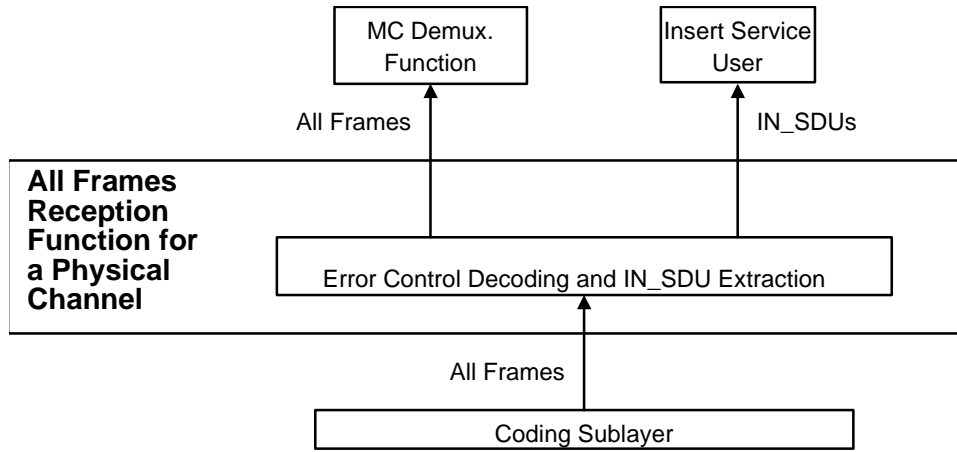 MC Demux.
Function
Insert Service
User
All Frames
IN_SDUs
All Frames
Reception
Function for
a Physical
Channel
Error Control Decoding and IN_SDU Extraction
All Frames
Coding Sublayer